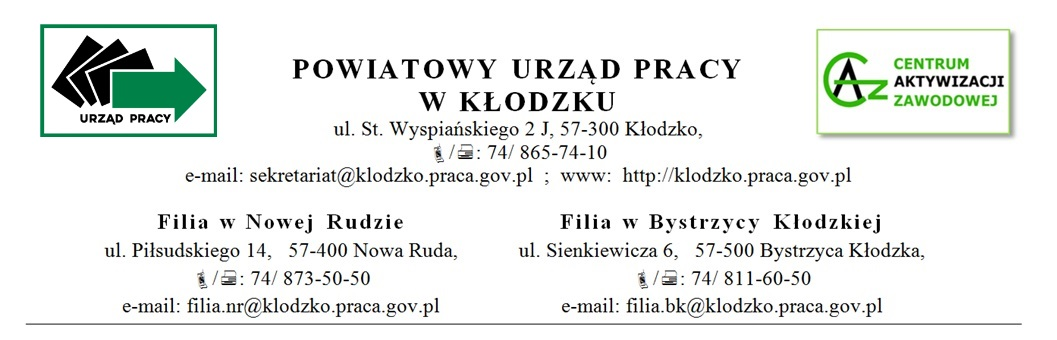 URZĄD PRACY
POWIATOWY URZĄD PRACY
W KŁODZKU
ul. St. Wyspiańskiego 2 J, 57-300 Kłodzko,
/: 74/ 865-74-10
e-mail: sekretariat@klodzko.praca.gov.pl ; www: http://klodzko.praca.gov.pl
CAZ
CENTRUM
AKTYWIZACJI
ZAWODOWEJ
Filia w Nowej Rudzie
ul. Piłsudskiego 14, 57-400 Nowa Ruda,
/: 74/ 873-50-50
e-mail: filia.nr@klodzko.praca.gov.pl
Filia w Bystrzycy Kłodzkiej
ul. Sienkiewicza 6, 57-500 Bystrzyca Kłodzka,
/: 74/ 811-60-50
e-mail: filia.bk@klodzko.praca.gov.pl